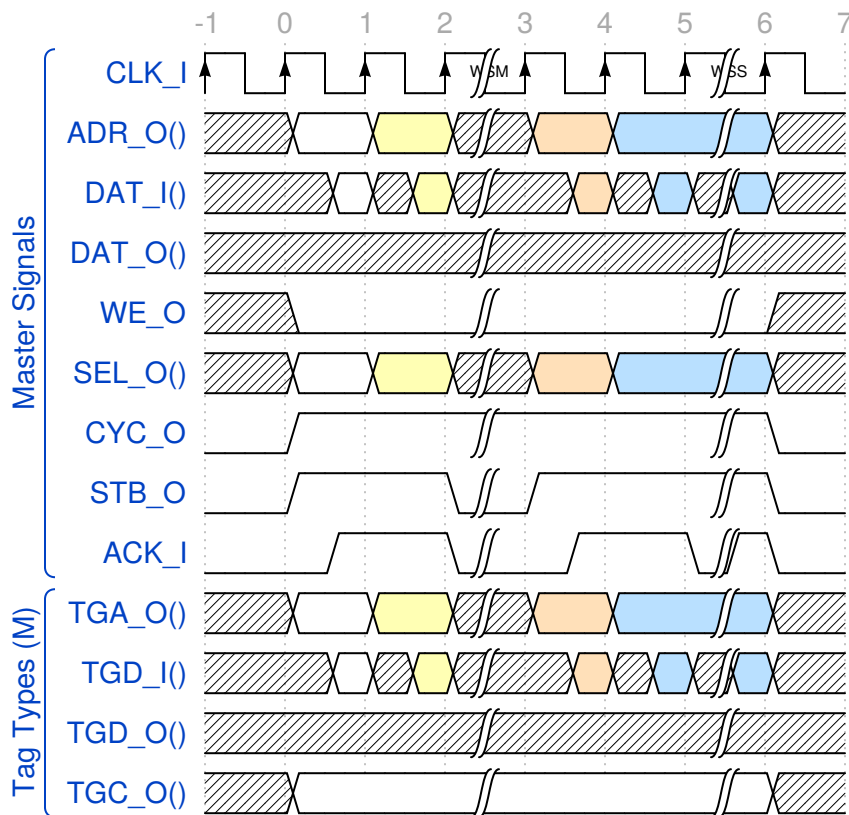 -1 0 1 2 3 4 5 6 7
Master Signals
CLK_I
WSM
WSS
ADR_O()
DAT_I()
DAT_O()
WE_O
SEL_O()
CYC_O
STB_O
ACK_I
Tag Types (M)
TGA_O()
TGD_I()
TGD_O()
TGC_O()